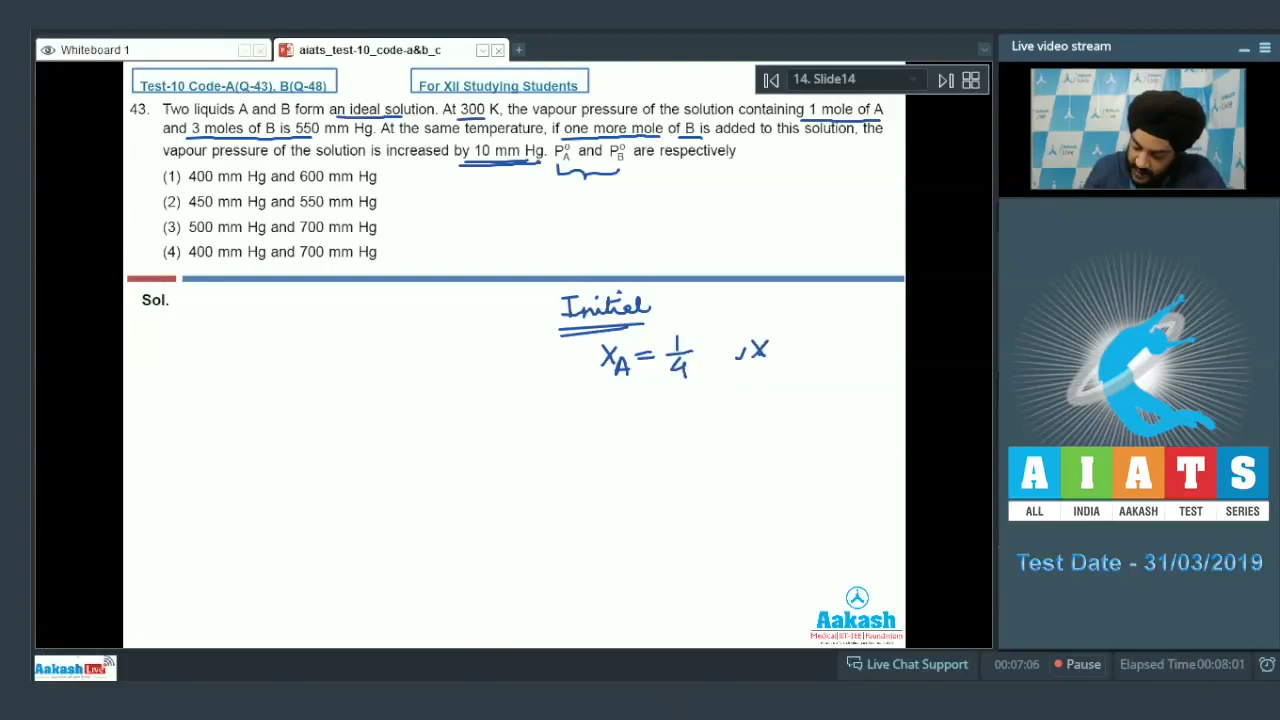 Whiteboard 1
aiats_test-10_code-a&b_c
Live video stream
Test-10 Code-A(Q-43), B(Q-48)
For XII Studying Students
14. Slide14
43. Two liquids A and B form an ideal solution. At 300 K, the vapour pressure of the solution containing 1 mole of A
and 3 moles of B is 550 mm Hg. At the same temperature, if one more mole of B is added to this solution, the
vapour pressure of the solution is increased by 10 mm Hg. P°A and P°B are respectively
(1) 400 mm Hg and 600 mm Hg
(2) 450 mm Hg and 550 mm Hg
(3) 500 mm Hg and 700 mm Hg
(4) 400 mm Hg and 700 mm Hg
Sol.
Initial
xA = 1/4 , x
A I A T S
ALL INDIA AAKASH TEST SERIES
Test Date - 31/03/2019
Aakash
Medical|IIT-JEE|Foundations
Aakash Live
Live Chat Support
00:07:06
Pause
Elapsed Time 00:08:01